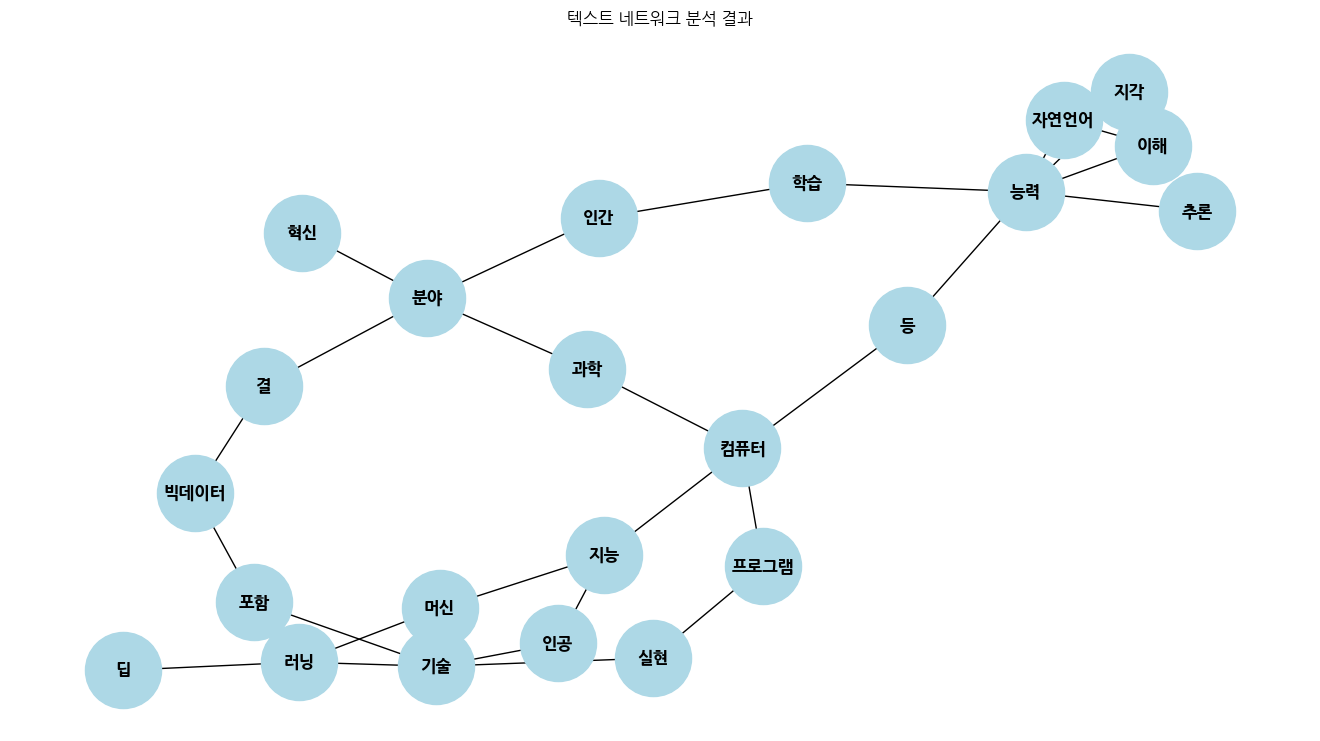 텍스트 네트워크 분석 결과
지각
자연언어
이해
학습
능력
추론
인간
혁신
분야
등
과학
결
컴퓨터
빅데이터
지능
프로그램
포함
머신
인공
실현
러닝
기술
딥